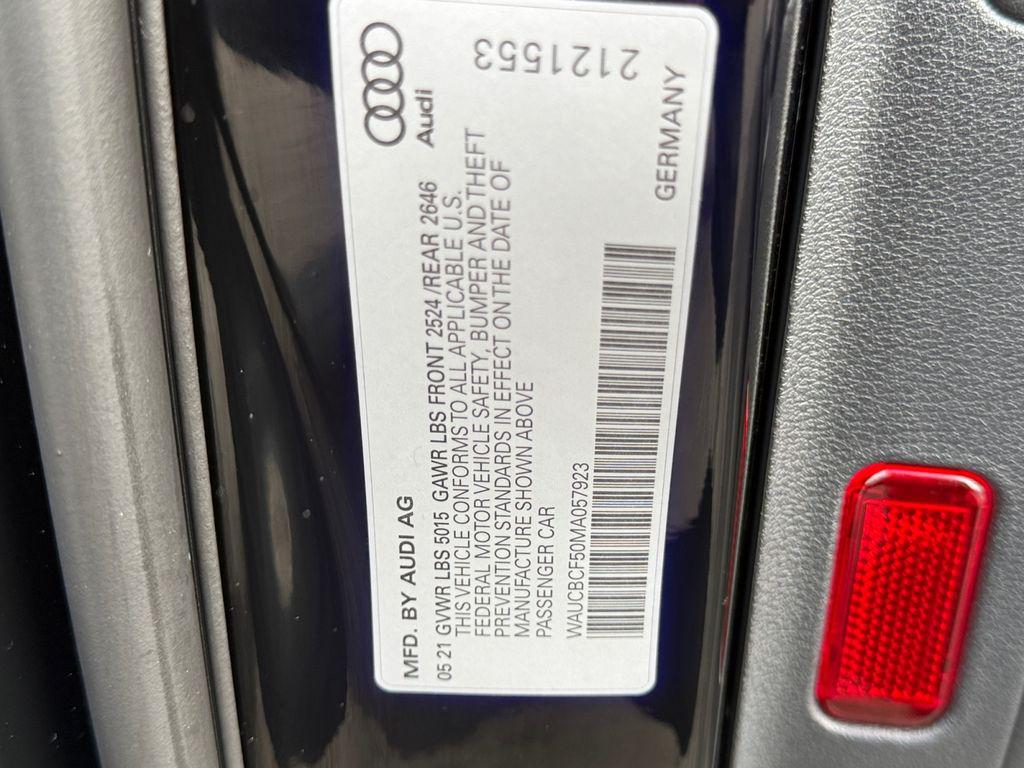 Audi
MFD. BY AUDI AG
05 21 GWWR LBS 5015 GAWR LBS FRONT 2524 /REAR 2646
THIS VEHICLE CONFORMS TO ALL APPLICABLE U.S.
FEDERAL MOTOR VEHICLE SAFETY, BUMPER AND THEFT
PREVENTION STANDARDS IN EFFECT ON THE DATE OF
MANUFACTURE SHOWN ABOVE
PASSENGER CAR
WAUCBCF50MA057923
GERMANY
2121553